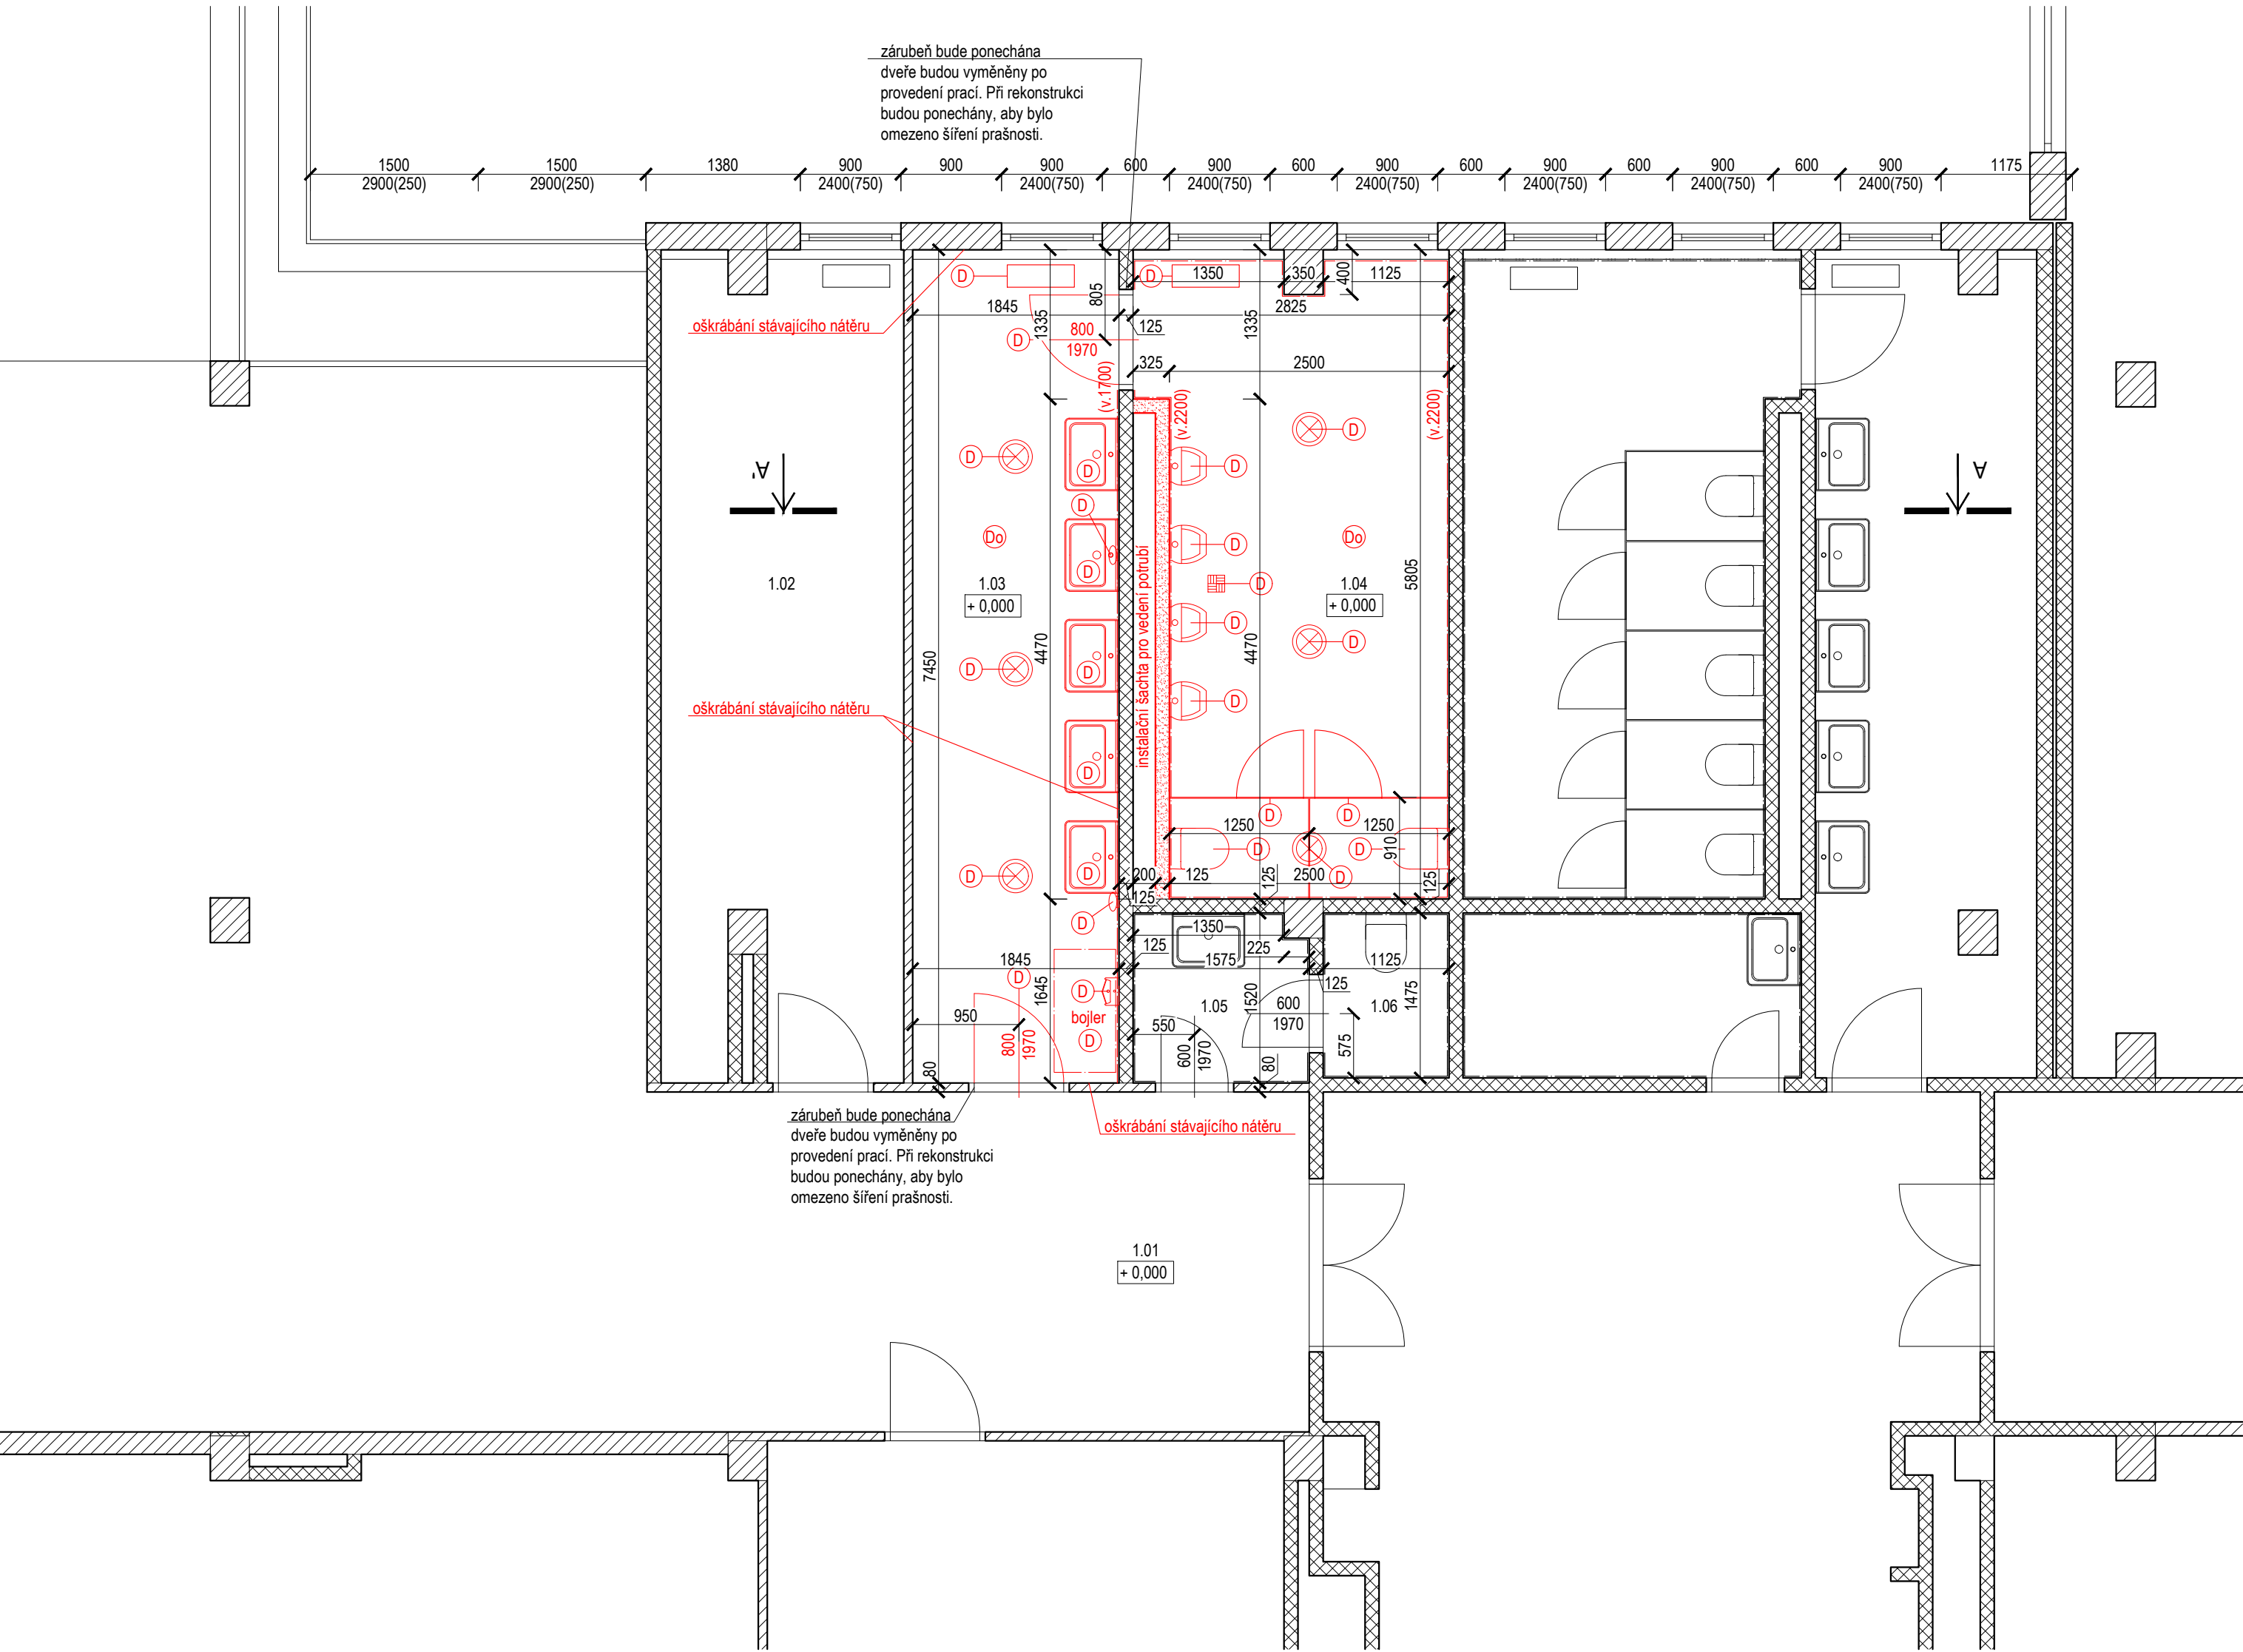 zárubeň bude ponechána
dveře budou vyměněny po
provedení prací. Při rekonstrukci
budou ponechány, aby bylo
omezeno šíření prašnosti.
1500 1500 1380 900 900 900 600 900 600 900 600 900 600 900 600 900 1175
2900(250) 2900(250) 2400(750) 2400(750) 2400(750) 2400(750) 2400(750) 2400(750) 2400(750)
D D 1350 350 1125 400
805
1845 2825
oškrábání stávajícího nátěru
1335 800 125 1335
D 1970
325 2500
(v.1700) (v.2200) (v.2200)
D D
D D D
A' A
D
Do D Do
instalační šachta pro vedení potrubí
D
1.02 1.03 D 1.04 5805
+ 0,000 + 0,000
D
4470 4470 D
7450
D D
D
oškrábání stávajícího nátěru
D
D D
1250 1250
D D 910
D D 200 125 125 2500 D 125
125
D
1350
125 225
1845 1575 1125
D D 1645 125
1.05 1520 600 1.06 1475
950 bojler 550 1970
800 1970 D 600 1970 575
80 80
zárubeň bude ponechána
dveře budou vyměněny po
provedení prací. Při rekonstrukci
budou ponechány, aby bylo
omezeno šíření prašnosti.
oškrábání stávajícího nátěru
1.01
+ 0,000